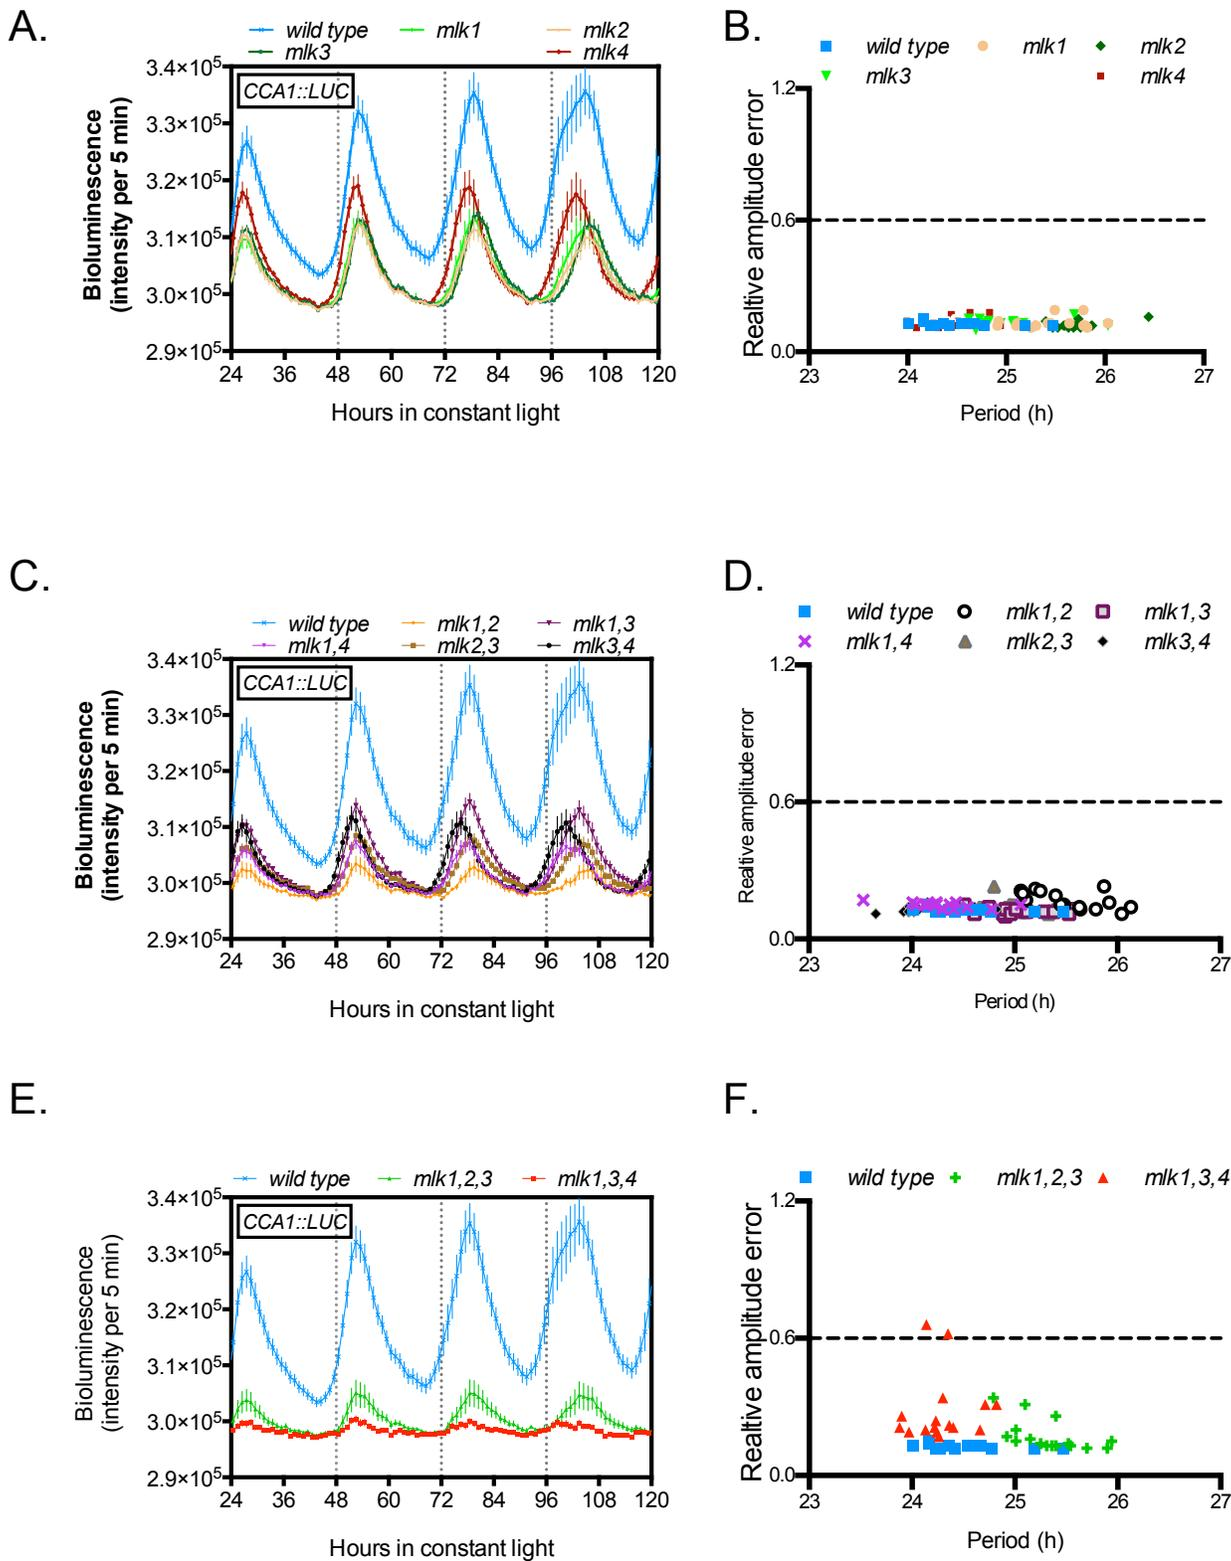 A.
wild type mlk1 mlk2
mlk3 mlk4
3.4×10⁵
CCA1::LUC
3.3×10⁵
3.2×10⁵
3.1×10⁵
3.0×10⁵
2.9×10⁵
Bioluminescence
(intensity per 5 min)
24 36 48 60 72 84 96 108 120
Hours in constant light
B.
wild type mlk1 mlk2
mlk3 mlk4
1.2
0.6
0.0
Realtive amplitude error
23 24 25 26 27
Period (h)
C.
wild type mlk1,2 mlk1,3
mlk1,4 mlk2,3 mlk3,4
3.4×10⁵
CCA1::LUC
3.3×10⁵
3.2×10⁵
3.1×10⁵
3.0×10⁵
2.9×10⁵
Bioluminescence
(intensity per 5 min)
24 36 48 60 72 84 96 108 120
Hours in constant light
D.
wild type mlk1,2 mlk1,3
mlk1,4 mlk2,3 mlk3,4
1.2
0.6
0.0
Realtive amplitude error
23 24 25 26 27
Period (h)
E.
wild type mlk1,2,3 mlk1,3,4
3.4×10⁵
CCA1::LUC
3.3×10⁵
3.2×10⁵
3.1×10⁵
3.0×10⁵
2.9×10⁵
Bioluminescence
(intensity per 5 min)
24 36 48 60 72 84 96 108 120
Hours in constant light
F.
wild type mlk1,2,3 mlk1,3,4
1.2
0.6
0.0
Realtive amplitude error
23 24 25 26 27
Period (h)